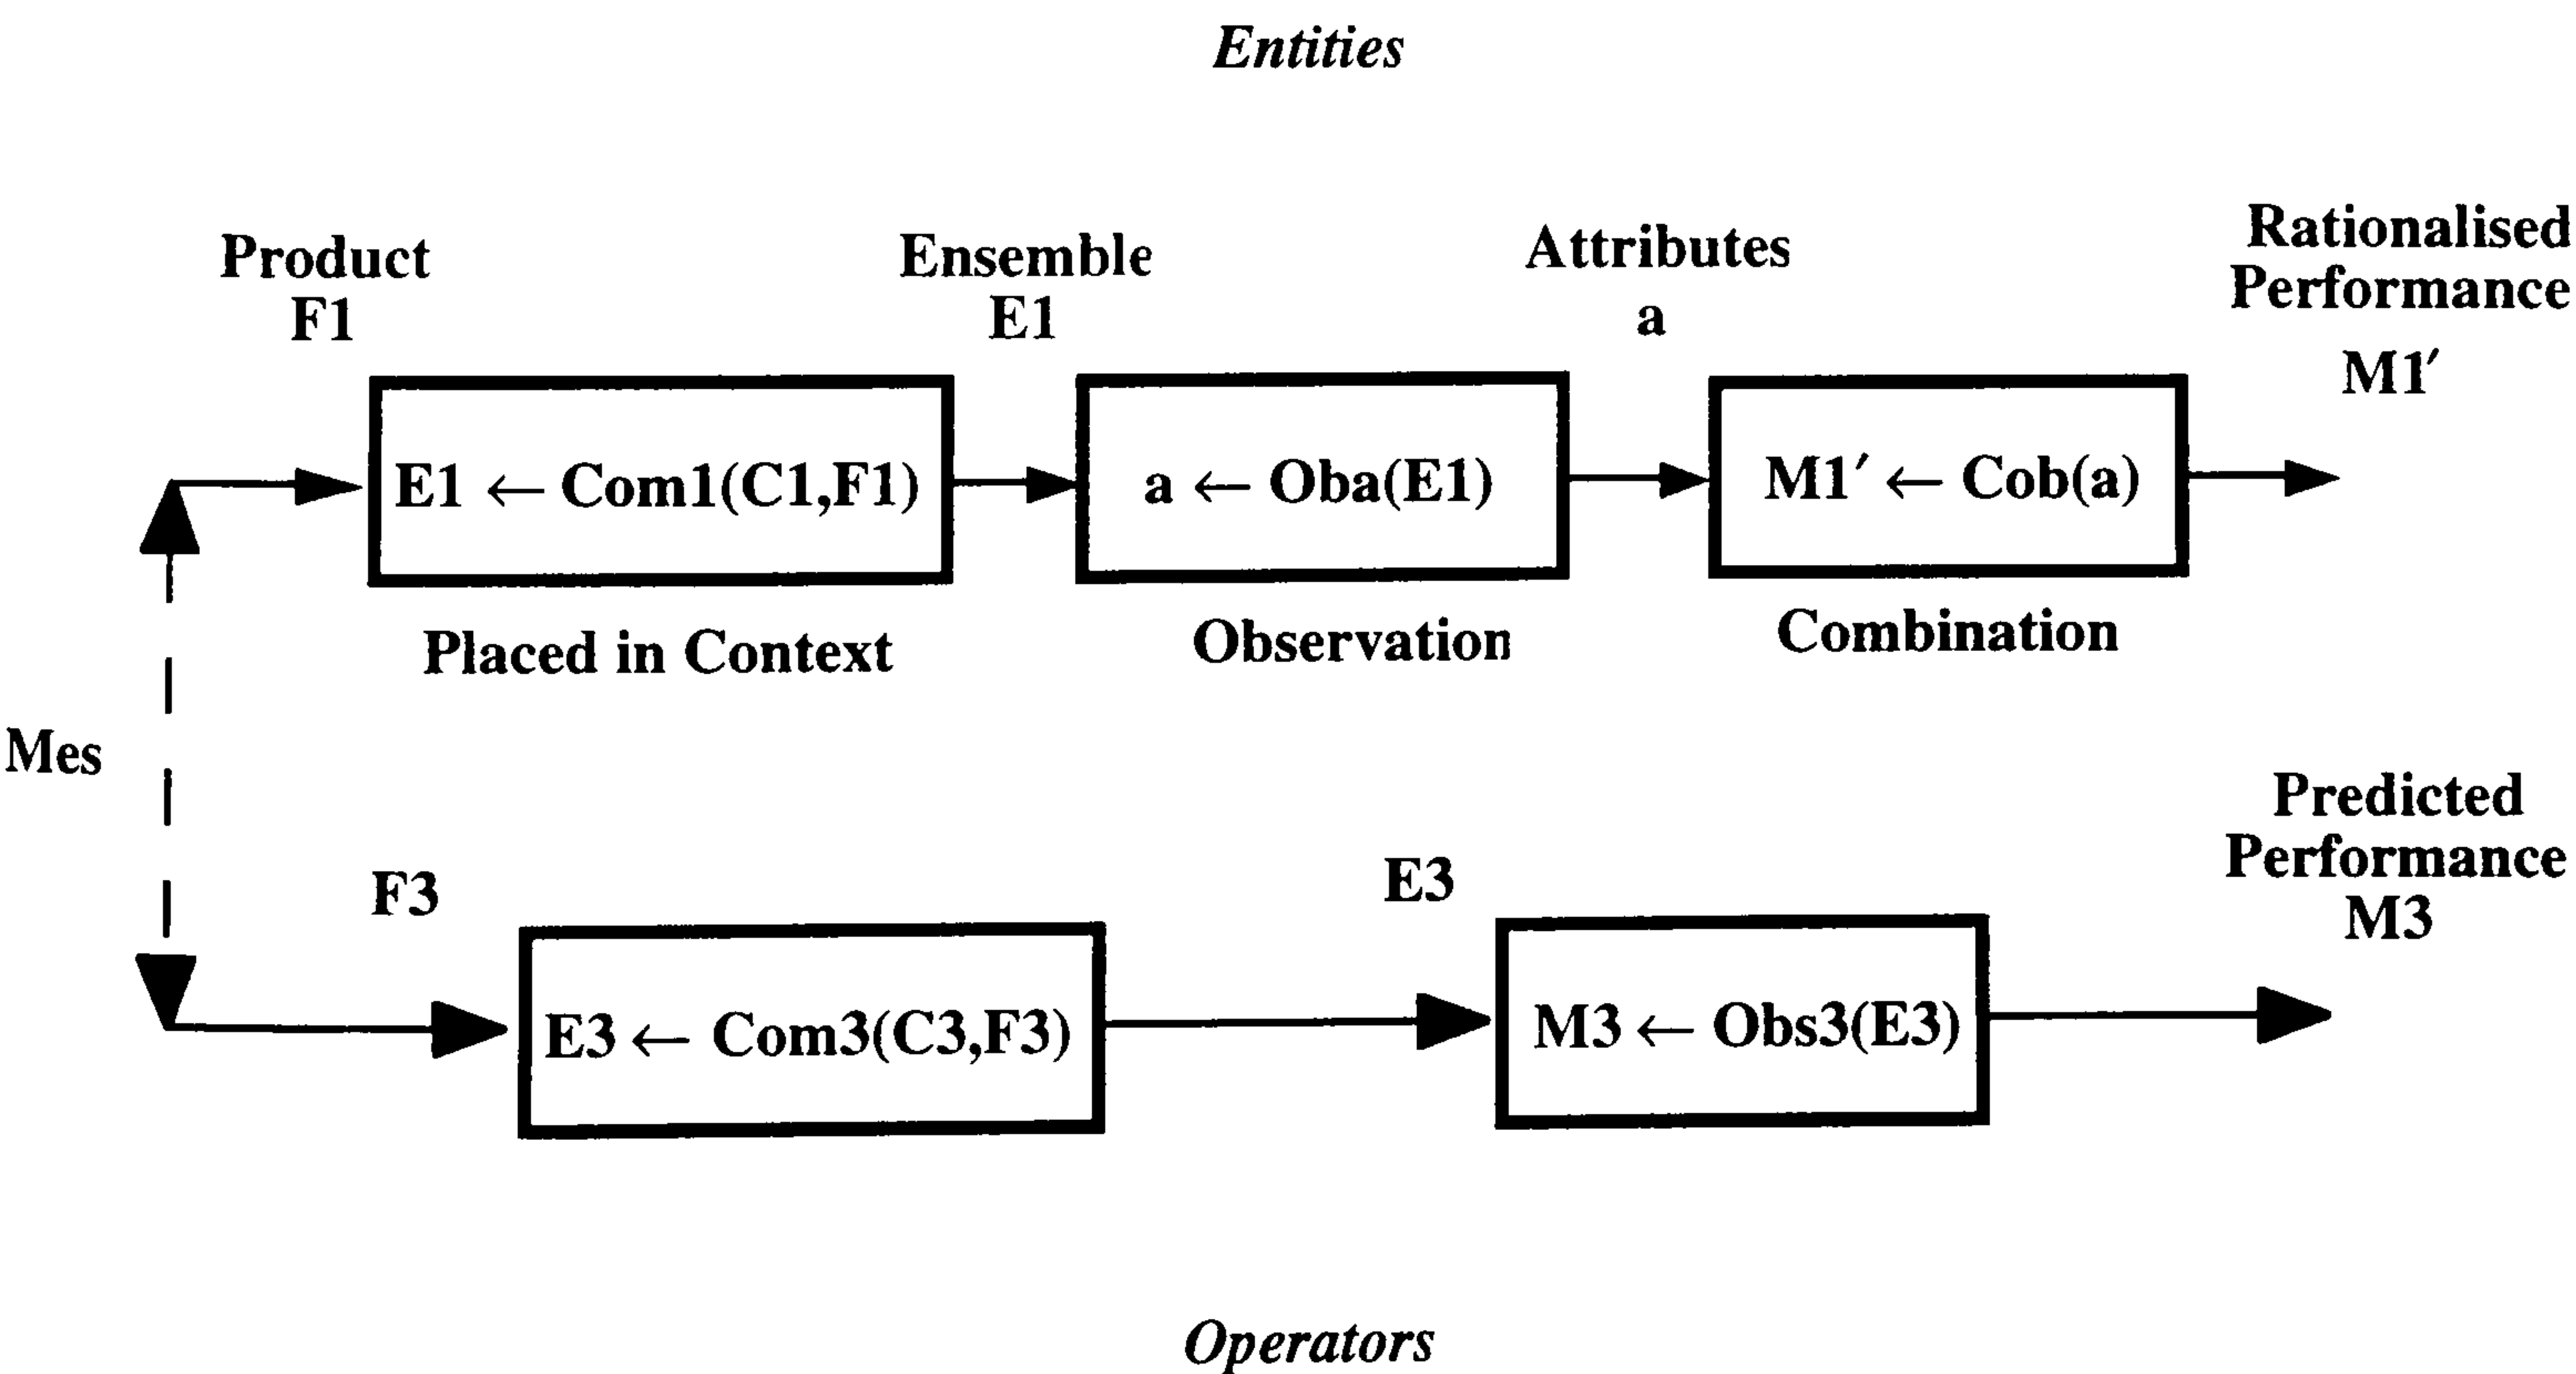 Entities
Product
F1
Ensemble
E1
Attributes
a
Rationalised
Performance
M1′
E1 ← Com1(C1,F1)
a ← Oba(E1)
M1′ ← Cob(a)
Placed in Context
Observation
Combination
Mes
F3
E3
Predicted
Performance
M3
E3 ← Com3(C3,F3)
M3 ← Obs3(E3)
Operators